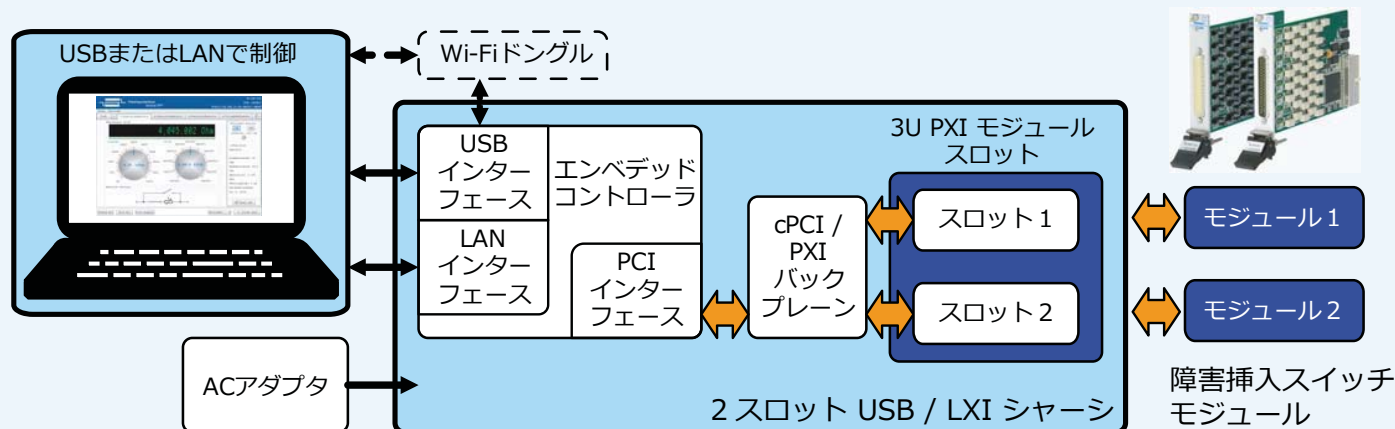 USBまたはLANで制御
4,045.002 Ohm
Wi-Fiドングル
USB
インター
フェース
LAN
インター
フェース
エンベデッド
コントローラ
PCI
インター
フェース
cPCI /
PXI
バック
プレーン
3U PXI モジュール
スロット
スロット 1
スロット 2
モジュール 1
モジュール 2
ACアダプタ
2 スロット USB / LXI シャーシ
障害挿入スイッチ
モジュール